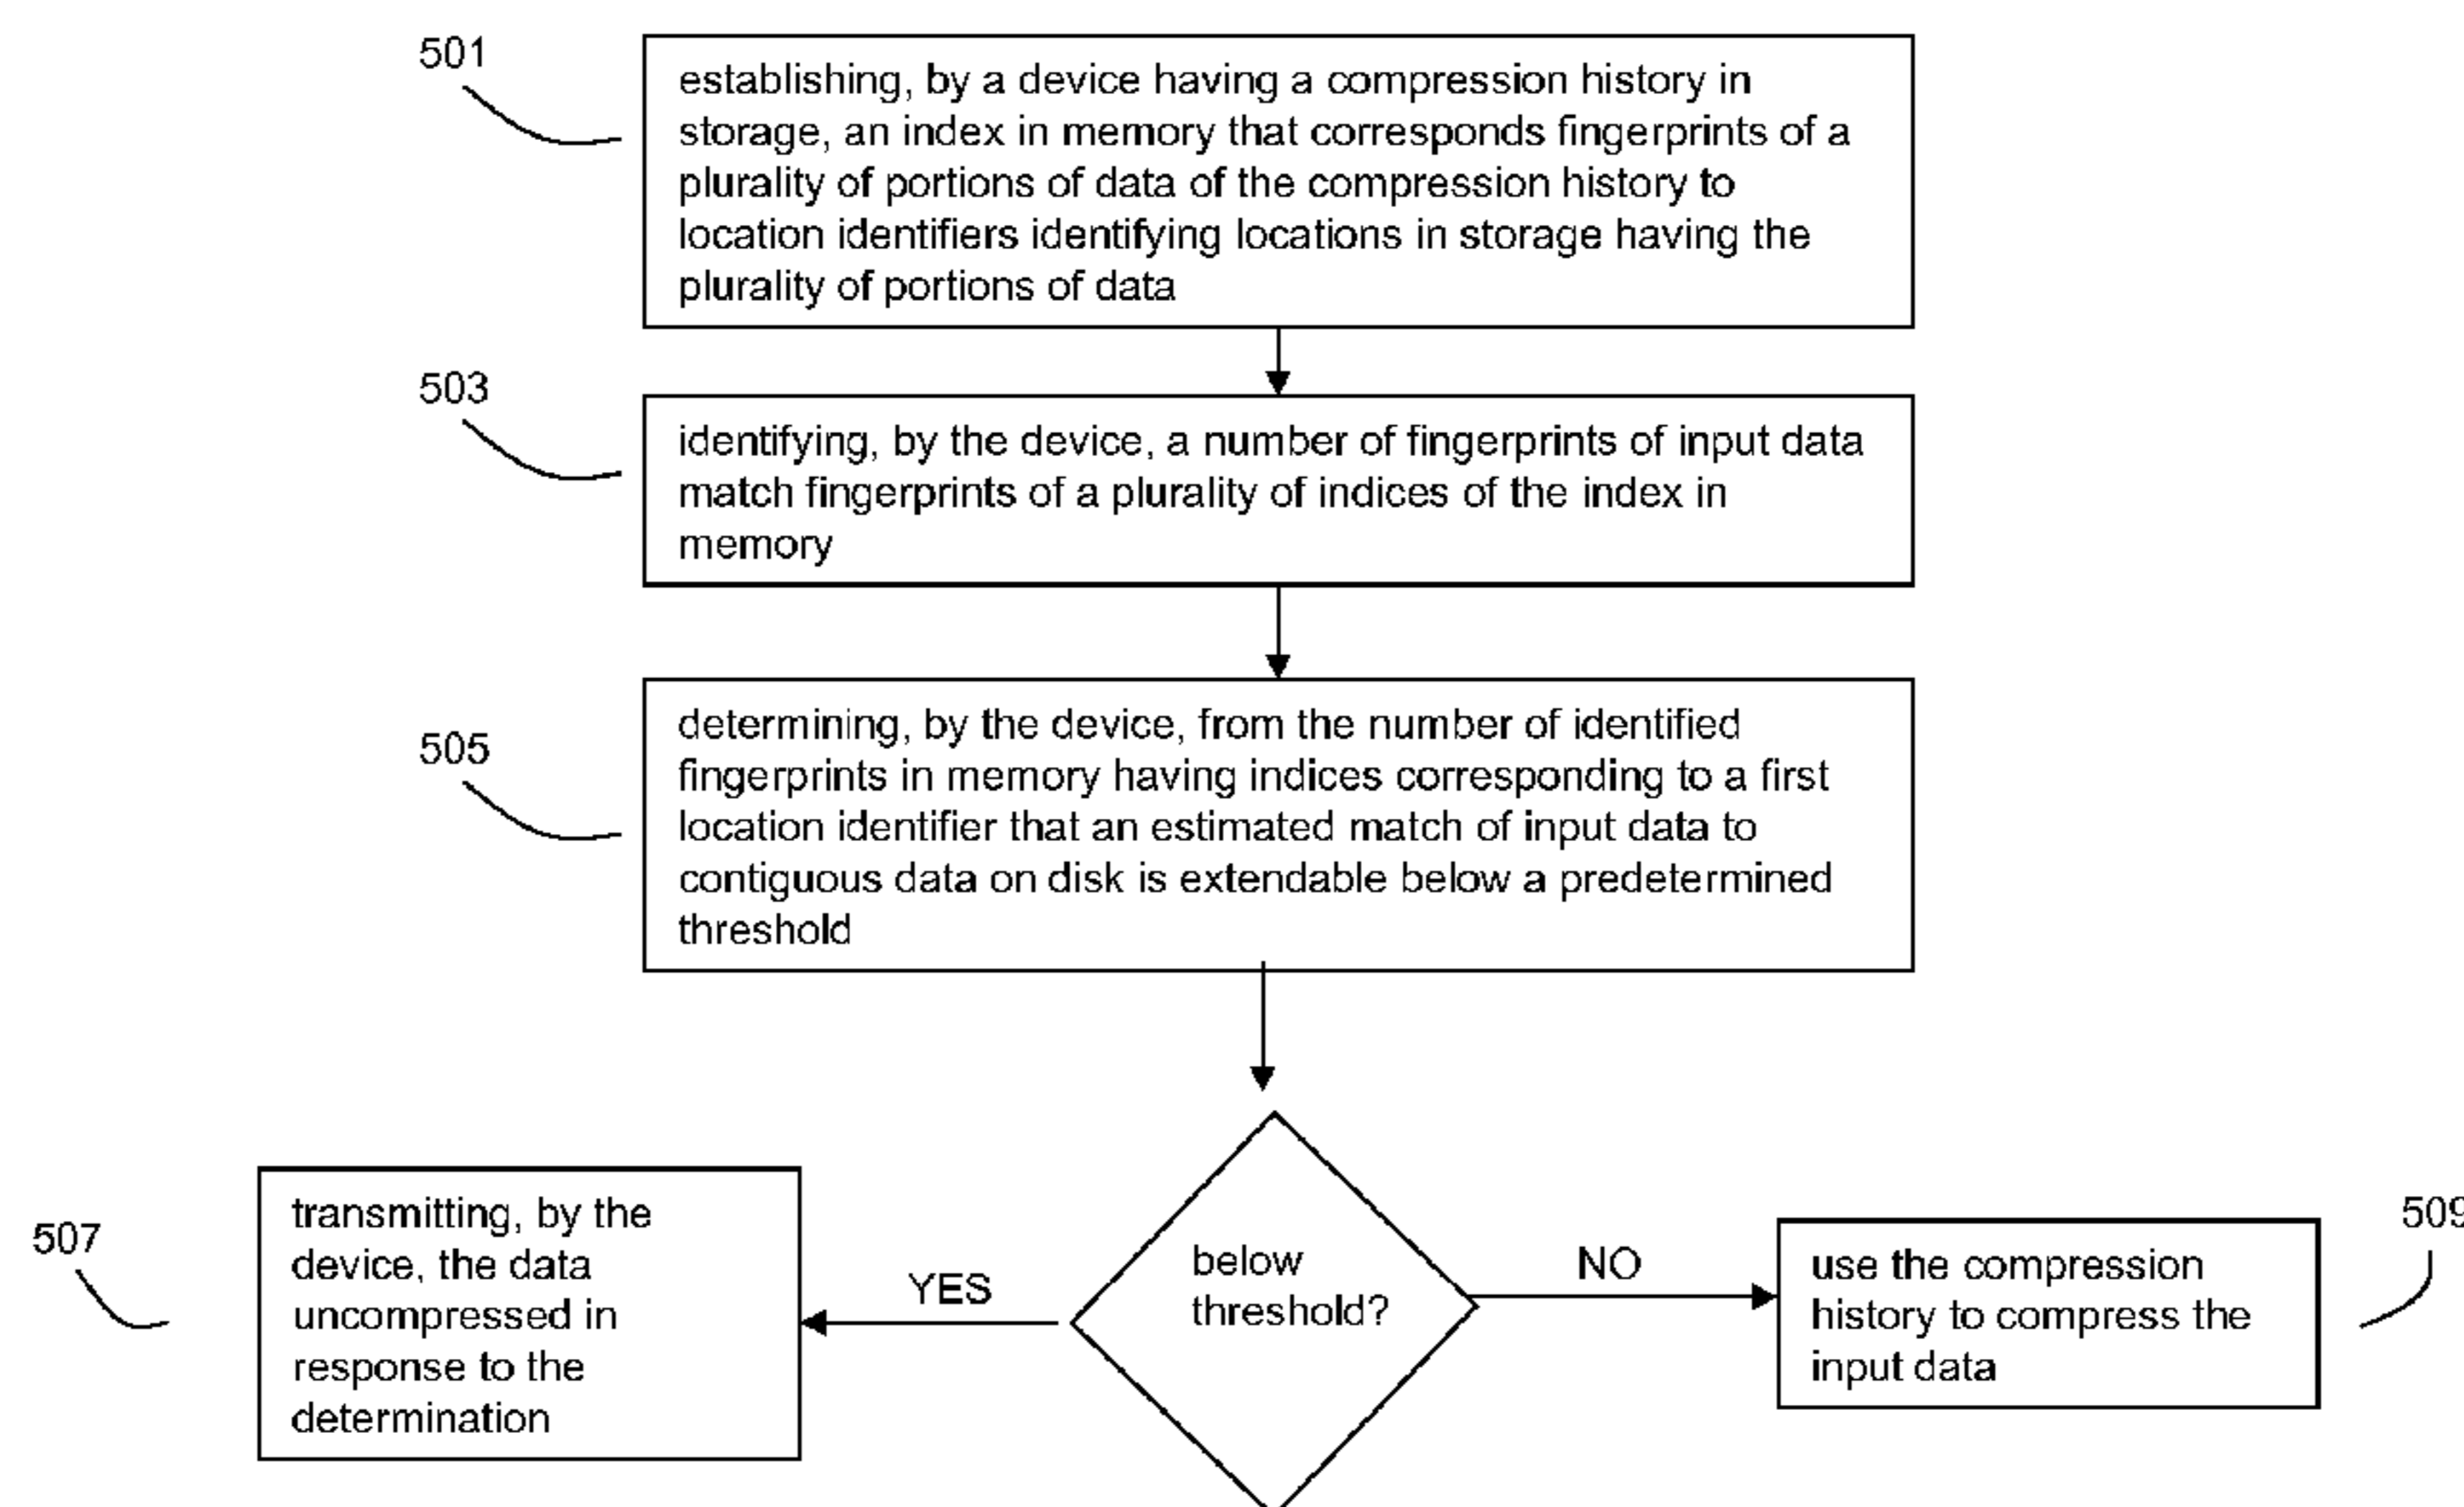 501
establishing, by a device having a compression history in
storage, an index in memory that corresponds fingerprints of a
plurality of portions of data of the compression history to
location identifiers identifying locations in storage having the
plurality of portions of data
503
identifying, by the device, a number of fingerprints of input data
match fingerprints of a plurality of indices of the index in
memory
505
determining, by the device, from the number of identified
fingerprints in memory having indices corresponding to a first
location identifier that an estimated match of input data to
contiguous data on disk is extendable below a predetermined
threshold
507
transmitting, by the
device, the data
uncompressed in
response to the
determination
YES
below
threshold?
NO
509
use the compression
history to compress the
input data